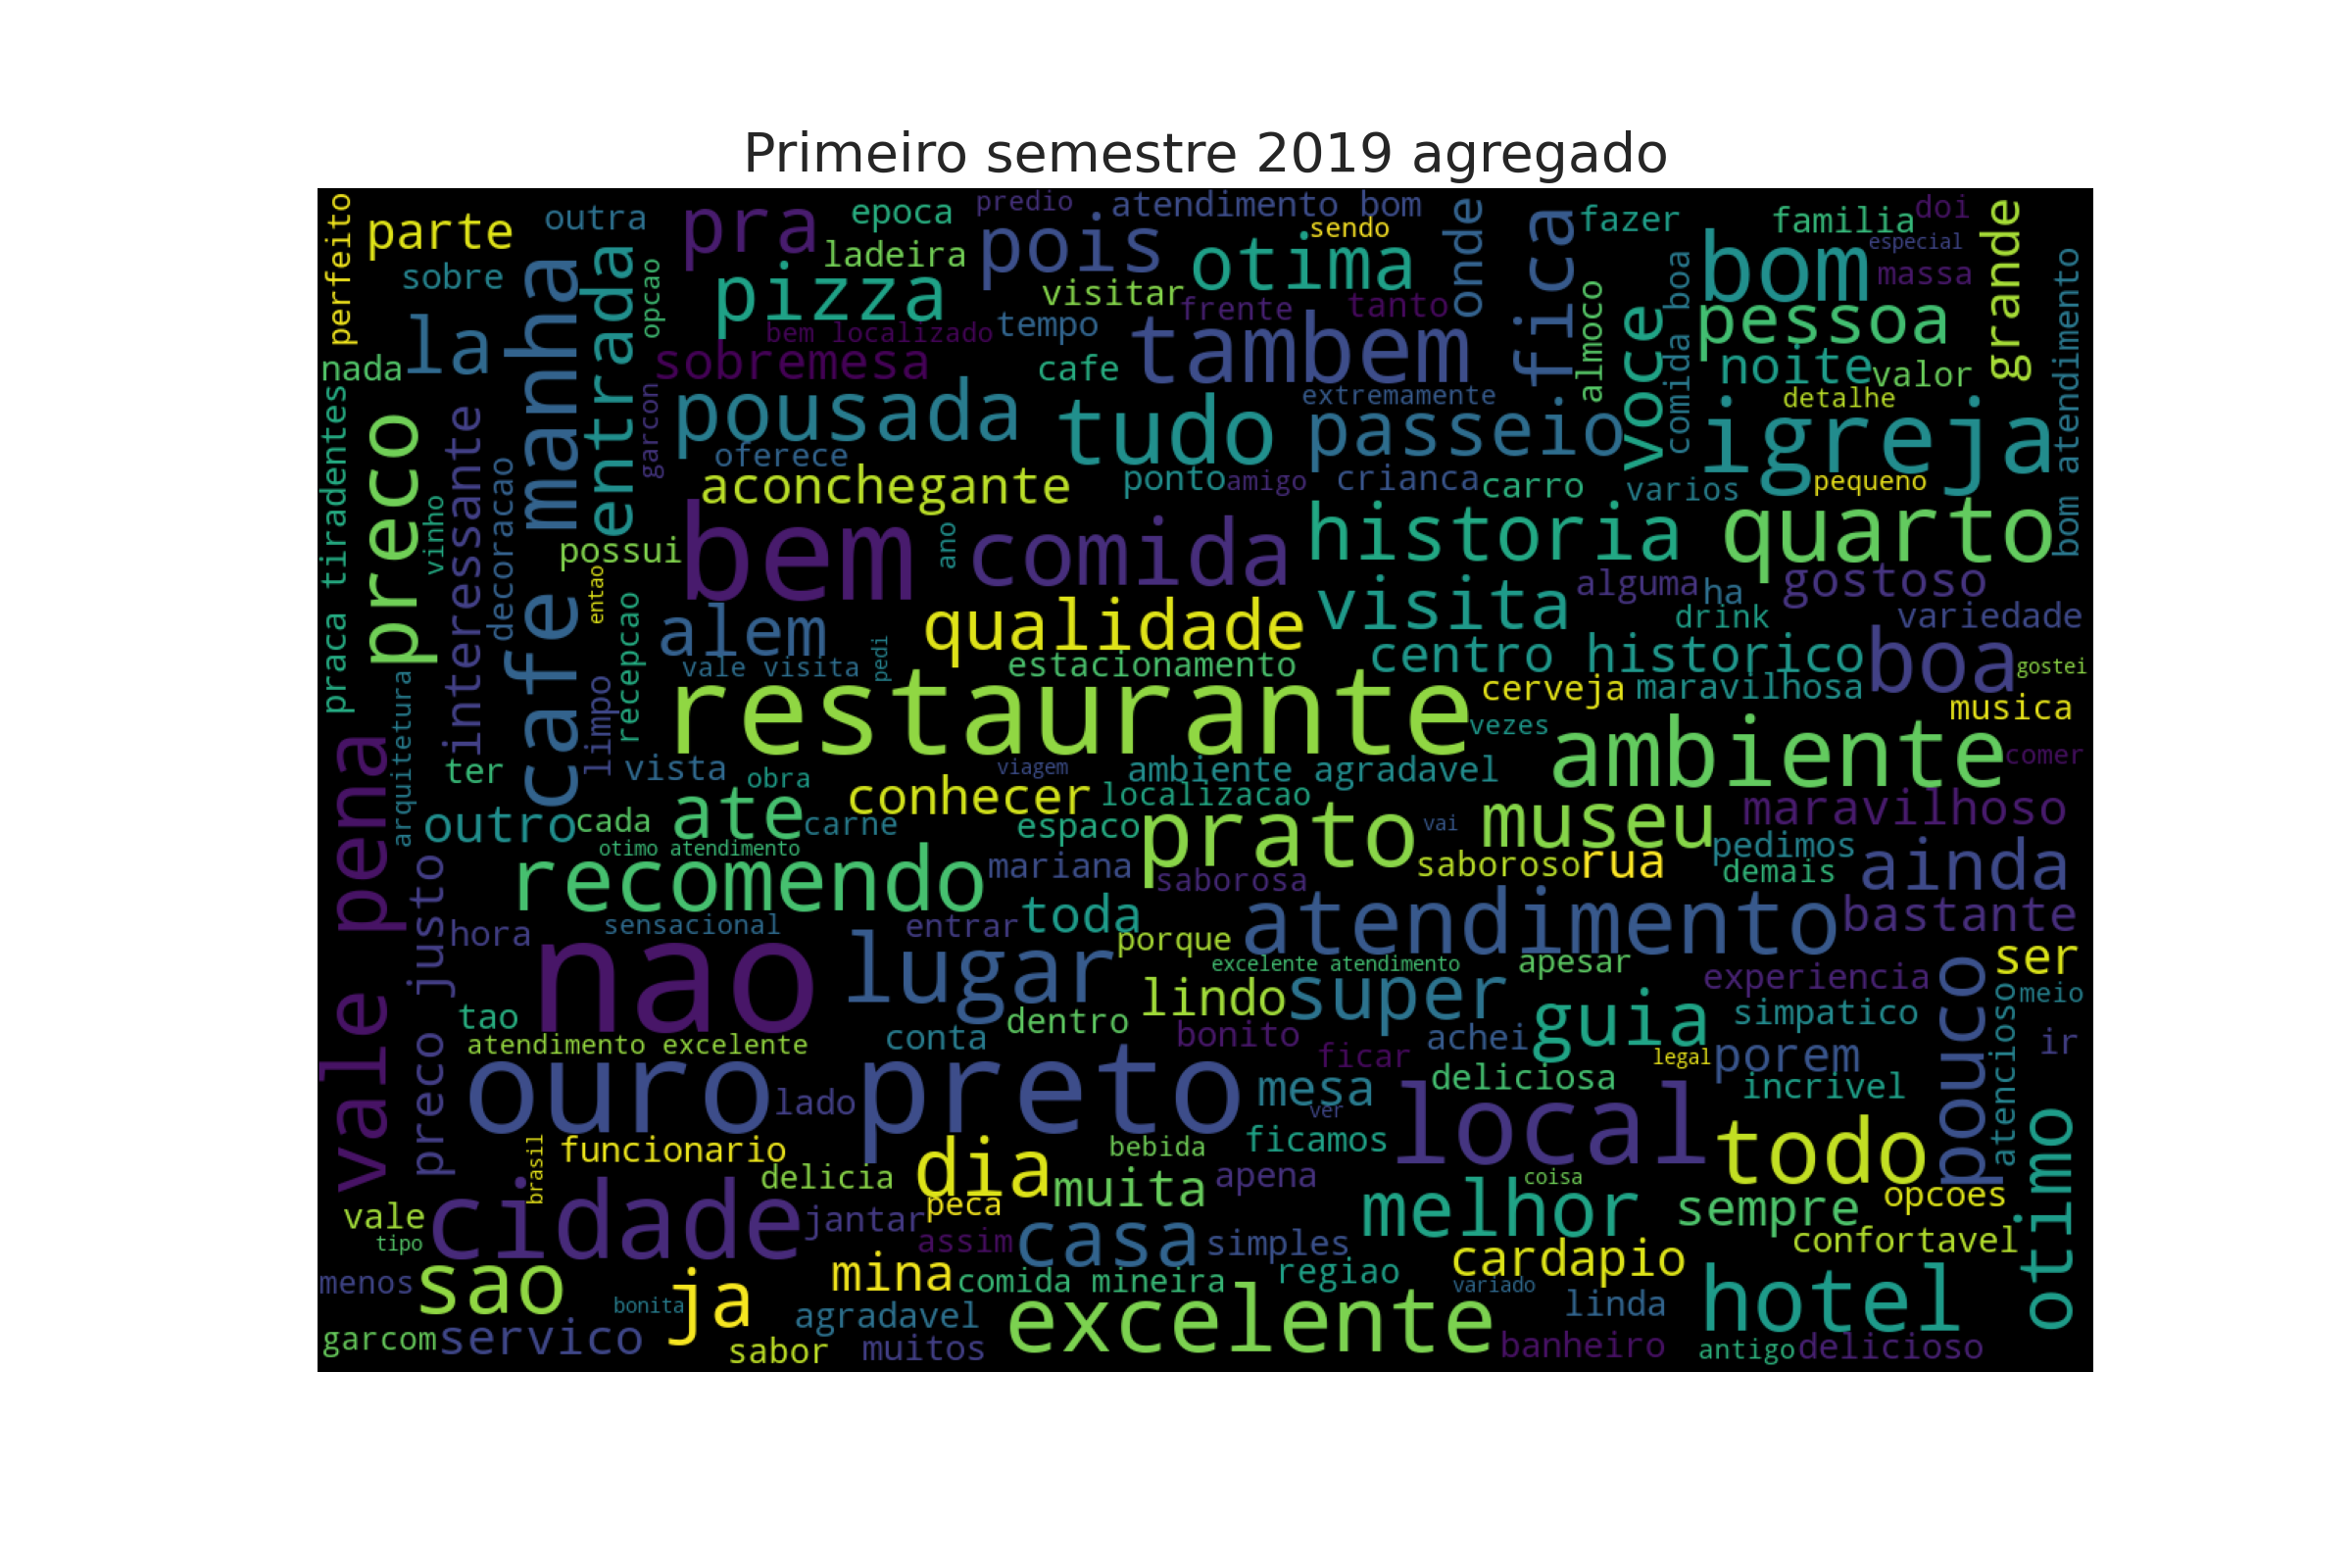 Primeiro semestre 2019 agregado
perfeito
parte
outra
pra
epoca
predio
atendimento bom
sendo
onde
fica
fazer
familia
doi
especial
grande
sobre
manha
entrada
opcao
ladeira
pois
otima
bom
massa
bom atendimento
pizza
visitar
frente
tanto
almoco
comida boa
la
bem localizado
tempo
tambem
voce
pessoa
nada
sobremesa
cafe
noite
valor
praca tiradentes
preco
garcon
pousada
tudo
extremamente
passeio
detalhe
igreja
interessante
decoracao
oferece
aconchegante
ponto
amigo
crianca
carro
varios
pequeno
vinho
possui
bem
ano
comida
historia
quarto
cafe
entao
recepcao
alem
pedi
qualidade
visita
alguma
ha
gostoso
drink
variedade
arquitetura
limpo
vale visita
estacionamento
centro historico
boa
gostei
restaurante
cerveja
maravilhosa
musica
vezes
vale pena
ter
vista
obra
viagem
ambiente agradavel
ambiente
comer
outro
cada
ate
carne
conhecer
localizacao
espaco
prato
vai
museu
maravilhoso
otimo atendimento
pedimos
preco justo
recomendo
mariana
saborosa
saboroso
rua
demais
ainda
hora
sensacional
entrar
toda
porque
atendimento
bastante
nao
lugar
excelente atendimento
apesar
experiencia
pouco
ser
tao
dentro
lindo
super
guia
simpatico
atencioso
meio
atendimento excelente
conta
bonito
ficar
achei
legal
porem
ir
ouro preto
lado
mesa
ver
deliciosa
local
incrivel
brasil
funcionario
dia
bebida
ficamos
todo
otimo
vale
cidade
delicia
peca
muita
apena
coisa
melhor
sempre
opcoes
tipo
jantar
assim
casa
simples
cardapio
confortavel
menos
sao
ja
mina
comida mineira
regiao
variado
hotel
bonita
agradavel
excelente
linda
garcom
servico
sabor
muitos
banheiro
antigo
delicioso